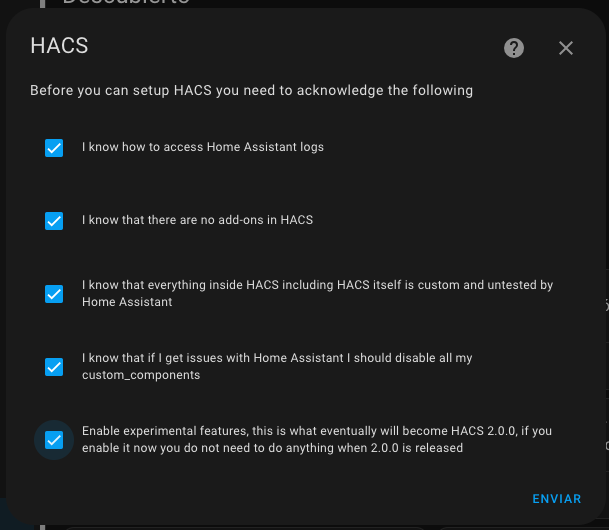 Descubierto
HACS
Before you can setup HACS you need to acknowledge the following
I know how to access Home Assistant logs
I know that there are no add-ons in HACS
I know that everything inside HACS including HACS itself is custom and untested by
Home Assistant
I know that if I get issues with Home Assistant I should disable all my
custom_components
Enable experimental features, this is what eventually will become HACS 2.0.0, if you
enable it now you do not need to do anything when 2.0.0 is released
ENVIAR